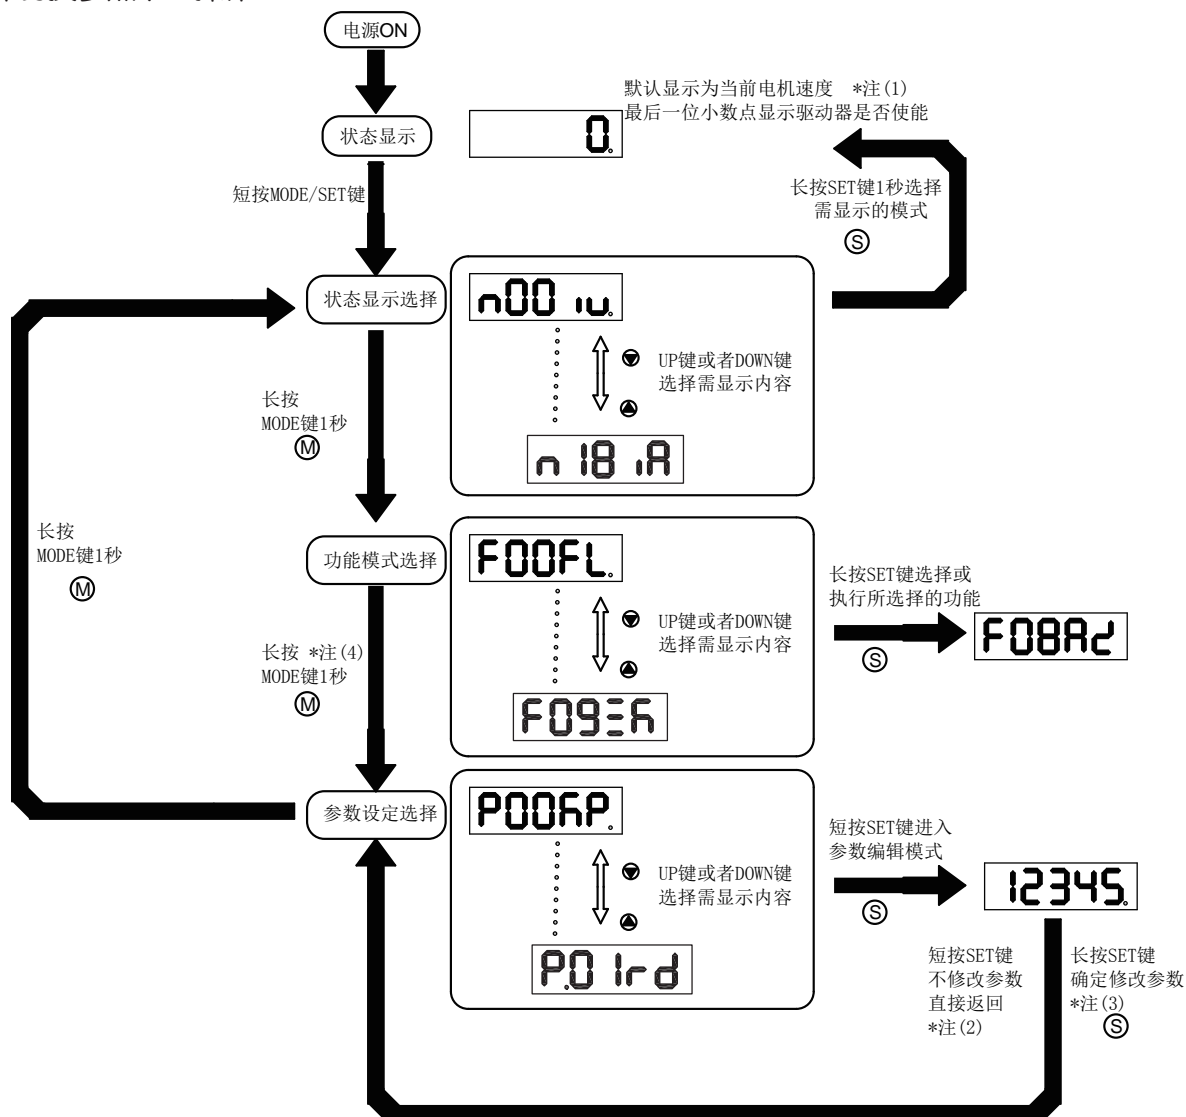 电源ON
状态显示
0.
默认显示为当前电机速度 *注(1)
最后一位小数点显示驱动器是否使能
短按MODE/SET键
长按SET键1秒选择
需显示的模式
S
状态显示选择
n00 iu.
UP键或者DOWN键
选择需显示内容
n 18 iA
长按
MODE键1秒
M
长按
MODE键1秒
M
功能模式选择
F00FL.
UP键或者DOWN键
选择需显示内容
长按SET键选择或
执行所选择的功能
S
F08Ad
长按 *注(4)
MODE键1秒
M
参数设定选择
UP键或者DOWN键
选择需显示内容
P.01rd
短按SET键进入
参数编辑模式
S
12345.
短按SET键
不修改参数
直接返回
*注(2)
长按SET键
确定修改参数
*注(3)
S